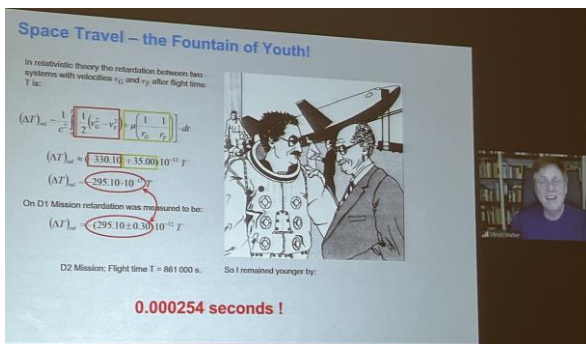 Space Travel – the Fountain of Youth!
In relativistic theory the retardation between two
systems with velocities v_G and v_F after flight time
T is:
(ΔT)_rel = 1/c² ∫ [ 1/2 (v_G² − v_F²) + μ (1/r_G − 1/r_F) ] · dt
(ΔT)_rel ≈ (−330.10 + 35.00) 10⁻¹² T
(ΔT)_rel = −295.10·10⁻¹² T
On D1 Mission retardation was measured to be:
(ΔT)_rel = −(295.10±0.30) 10⁻¹² T
D2 Mission: Flight time T = 861 000 s.
So I remained younger by:
0.000254 seconds !